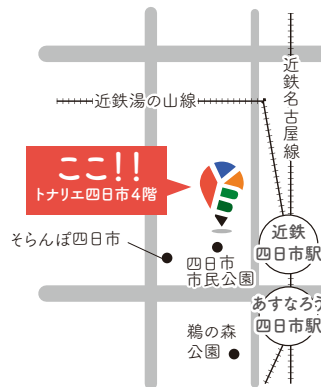 近鉄名古屋線
近鉄湯の山線
ここ!!
トナリエ四日市4階
そらんぽ四日市
四日市
市民公園
近鉄
四日市駅
あすなろう
四日市駅
鵜の森
公園